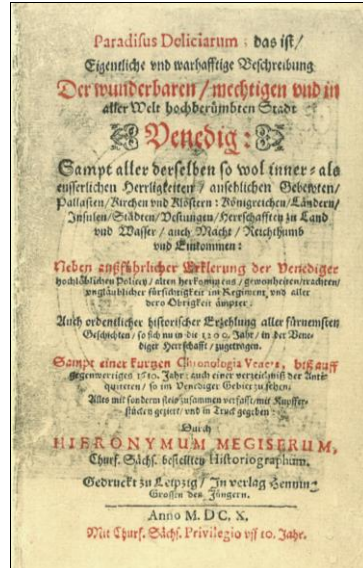 Paradisus Deliciarum: das ist/
Eigentliche vnd warhafftige Beschreibung
Der wunderbaren/ mechtigen vnd in
aller Welt hochberümbten Stadt
Venedig:
Sampt aller derselben so wol inner- als
eusserlichen Herrligkeiten/ ansehlichen Gebewten/
Pallasten/ Kirchen vnd Klöstern: Königreichen/ Ländern/
Insulen/ Städten/ Vestungen/ Herrschafften zu Land
vnd Wasser/ auch Macht/ Reichthumb
vnd Einkommen:
Neben außführlicher Erklerung der Venediger
hochlöblichen Policey/ alten herkommens/ gewonheiten/ trachten/
vnglaublicher fürsichtigkeit im Regiment, vnd aller
dero Obrigkeit ämpter.
Auch ordentlicher historischer Erzehlung aller fürnemsten
Geschichten/ so sich nu in die 1200. Jahr/ in der Vene-
diger Herrschafft/ zugetragen.
Sampt einer kurtzen Chronologia biß auff
gegenwertiges 1610. Jahr: auch einer verzeichniß der Anti-
quiteten/ so im Venediger Gebiet zu sehen.
Alles mit sonderm fleis zusammen verfasst/ mit Kupffer-
stücken geziert/ vnd in Truck gegeben:
Durch
HIERONYMUM MEGISERUM,
Churf. Sächs. bestellten Historiographum.
Gedruckt zu Leipzig/ In verlag Henning
Grossen des Jüngern.
Anno M. DC. X.
Mit Churf. Sächs. Privilegio vff 10. Jahr.